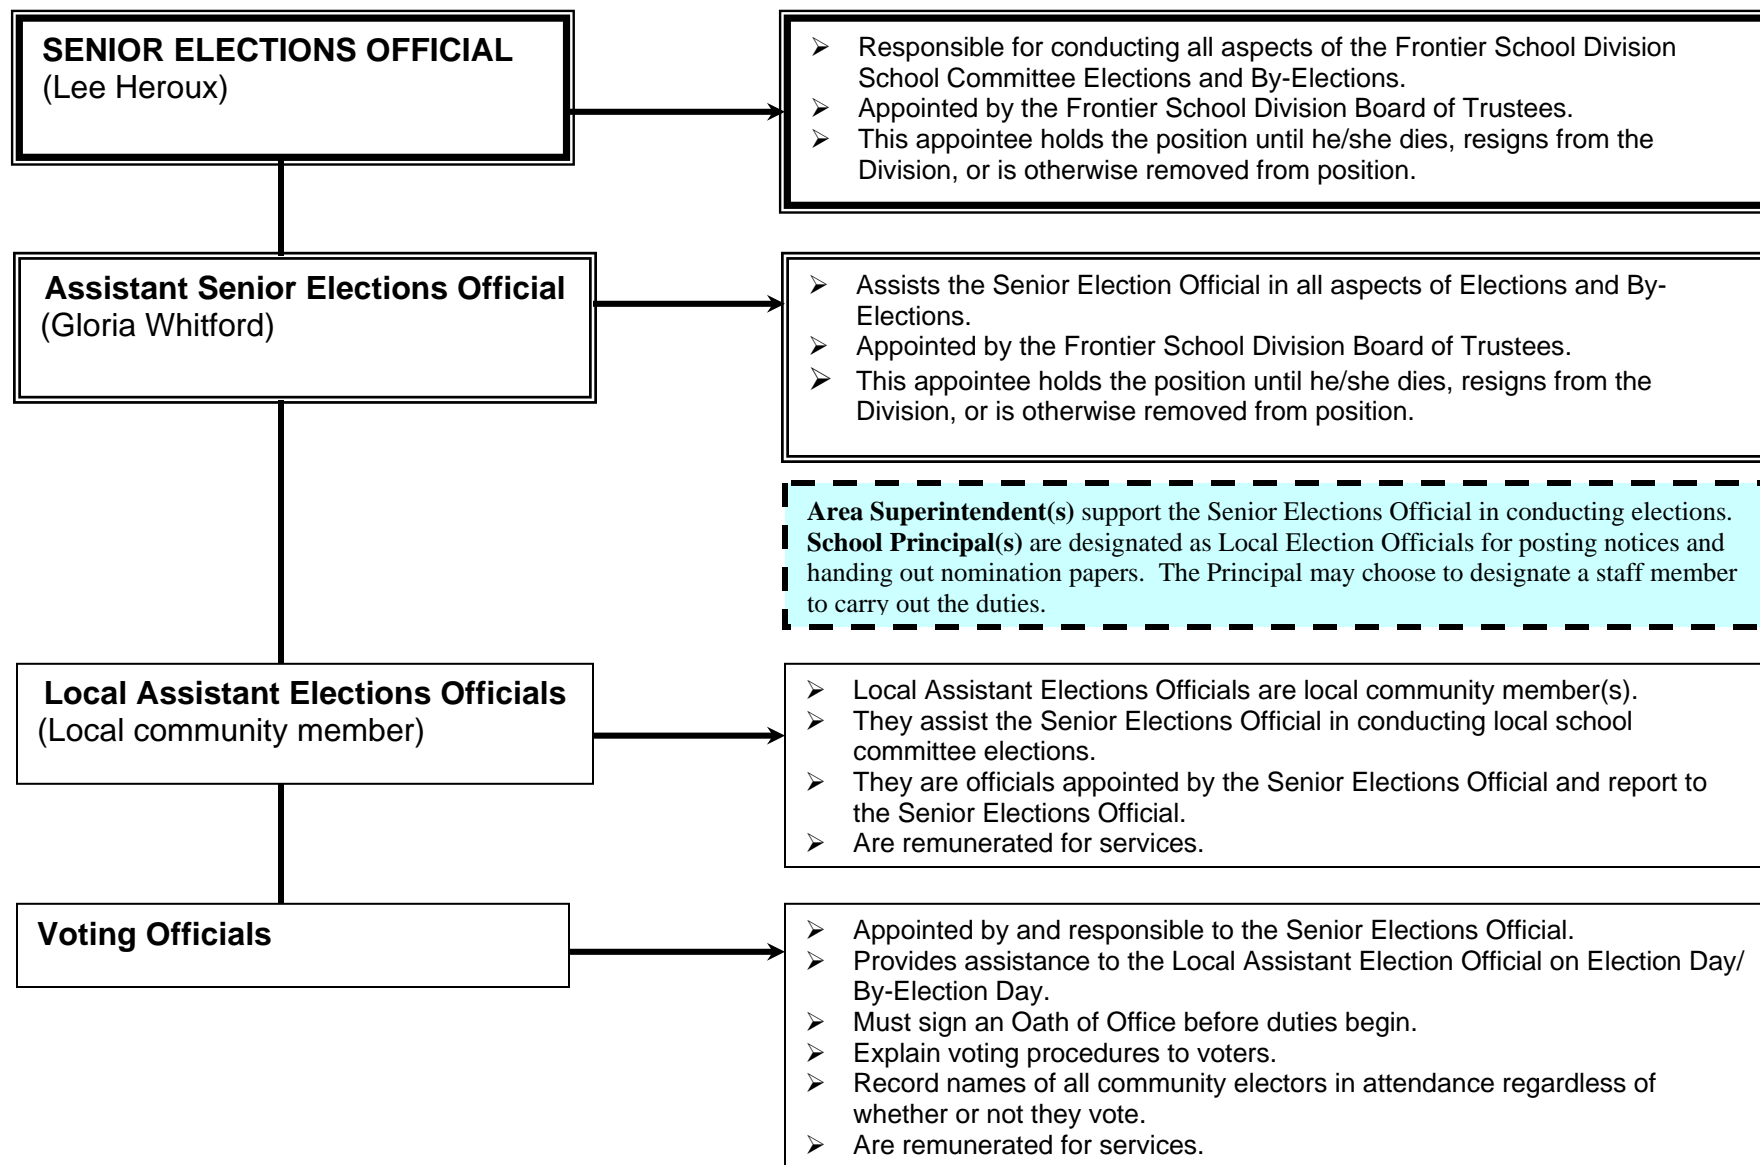 SENIOR ELECTIONS OFFICIAL
(Lee Heroux)
➢ Responsible for conducting all aspects of the Frontier School Division
School Committee Elections and By-Elections.
➢ Appointed by the Frontier School Division Board of Trustees.
➢ This appointee holds the position until he/she dies, resigns from the
Division, or is otherwise removed from position.
Assistant Senior Elections Official
(Gloria Whitford)
➢ Assists the Senior Election Official in all aspects of Elections and By-
Elections.
➢ Appointed by the Frontier School Division Board of Trustees.
➢ This appointee holds the position until he/she dies, resigns from the
Division, or is otherwise removed from position.
Area Superintendent(s) support the Senior Elections Official in conducting elections.
School Principal(s) are designated as Local Election Officials for posting notices and
handing out nomination papers. The Principal may choose to designate a staff member
to carry out the duties.
Local Assistant Elections Officials
(Local community member)
➢ Local Assistant Elections Officials are local community member(s).
➢ They assist the Senior Elections Official in conducting local school
committee elections.
➢ They are officials appointed by the Senior Elections Official and report to
the Senior Elections Official.
➢ Are remunerated for services.
Voting Officials
➢ Appointed by and responsible to the Senior Elections Official.
➢ Provides assistance to the Local Assistant Election Official on Election Day/
By-Election Day.
➢ Must sign an Oath of Office before duties begin.
➢ Explain voting procedures to voters.
➢ Record names of all community electors in attendance regardless of
whether or not they vote.
➢ Are remunerated for services.